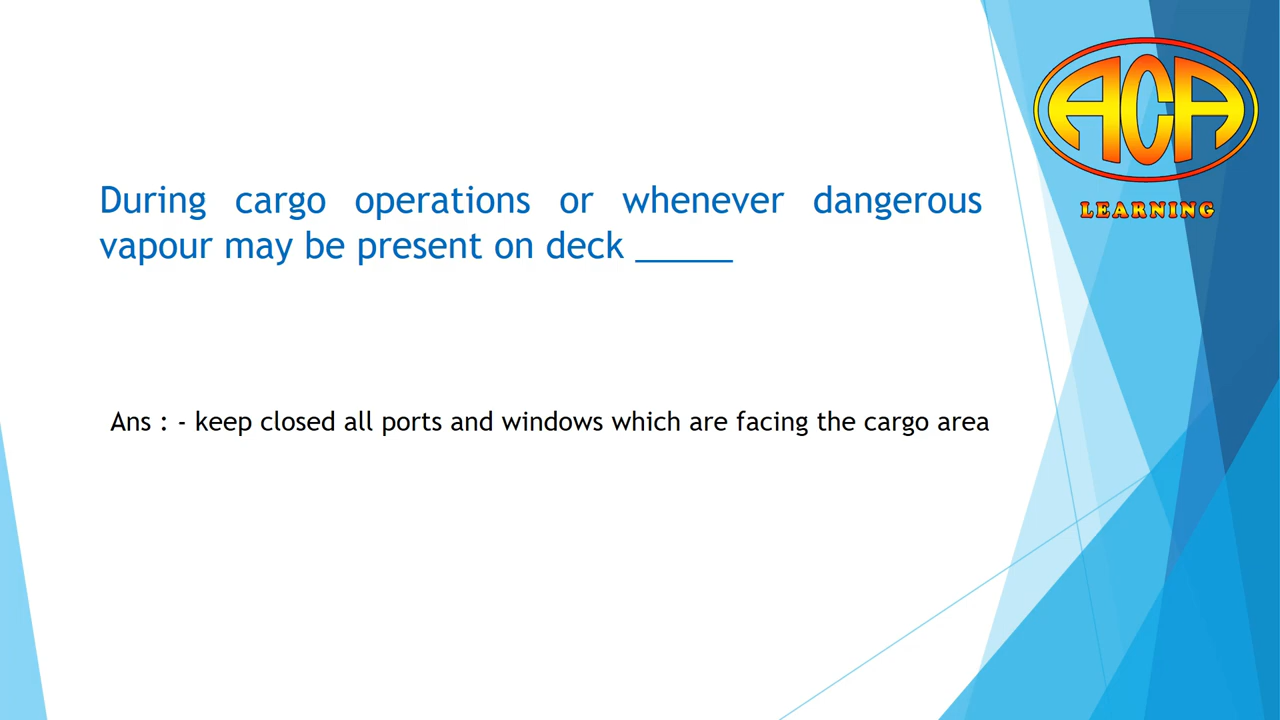 ACA
LEARNING
During cargo operations or whenever dangerous
vapour may be present on deck _____
Ans : - keep closed all ports and windows which are facing the cargo area